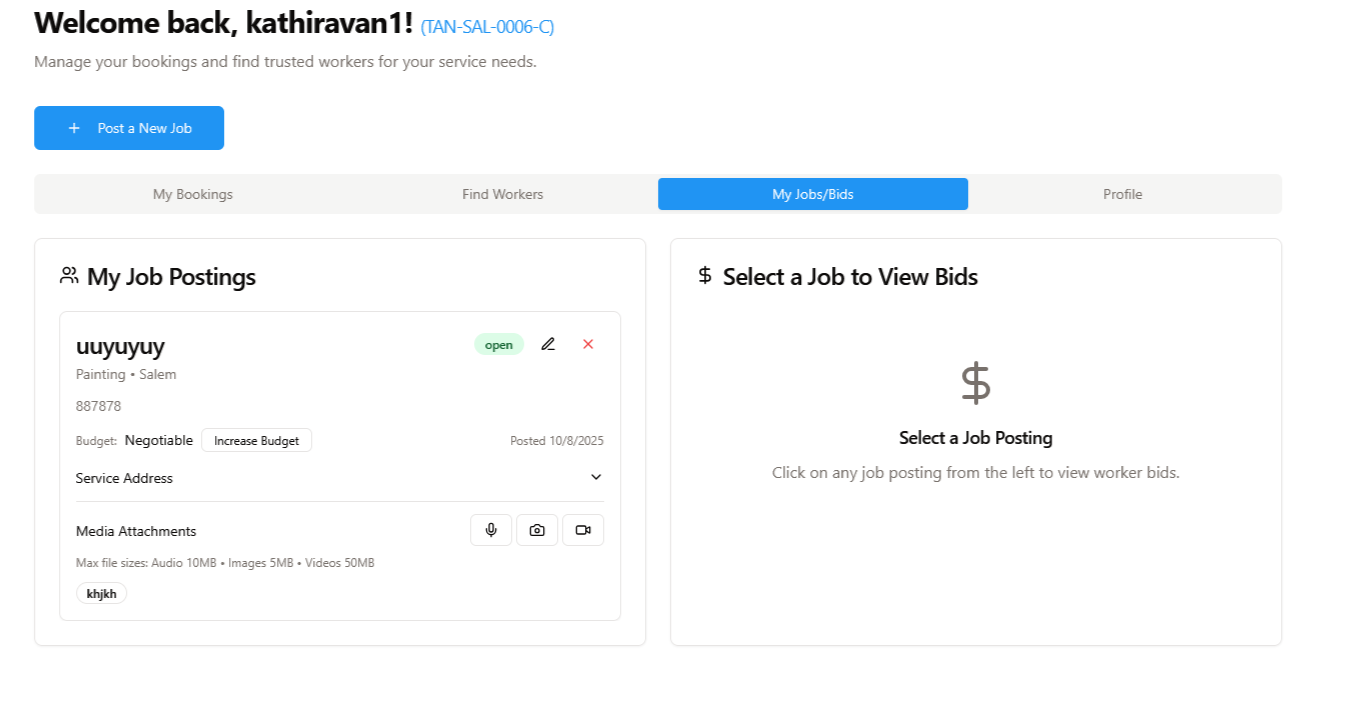 Welcome back, kathiravan1! (TAN-SAL-0006-C)
Manage your bookings and find trusted workers for your service needs.
+ Post a New Job
My Bookings Find Workers My Jobs/Bids Profile
My Job Postings
uuyuyuy open
Painting • Salem
887878
Budget: Negotiable Increase Budget Posted 10/8/2025
Service Address
Media Attachments
Max file sizes: Audio 10MB • Images 5MB • Videos 50MB
khjkh
$ Select a Job to View Bids
$
Select a Job Posting
Click on any job posting from the left to view worker bids.